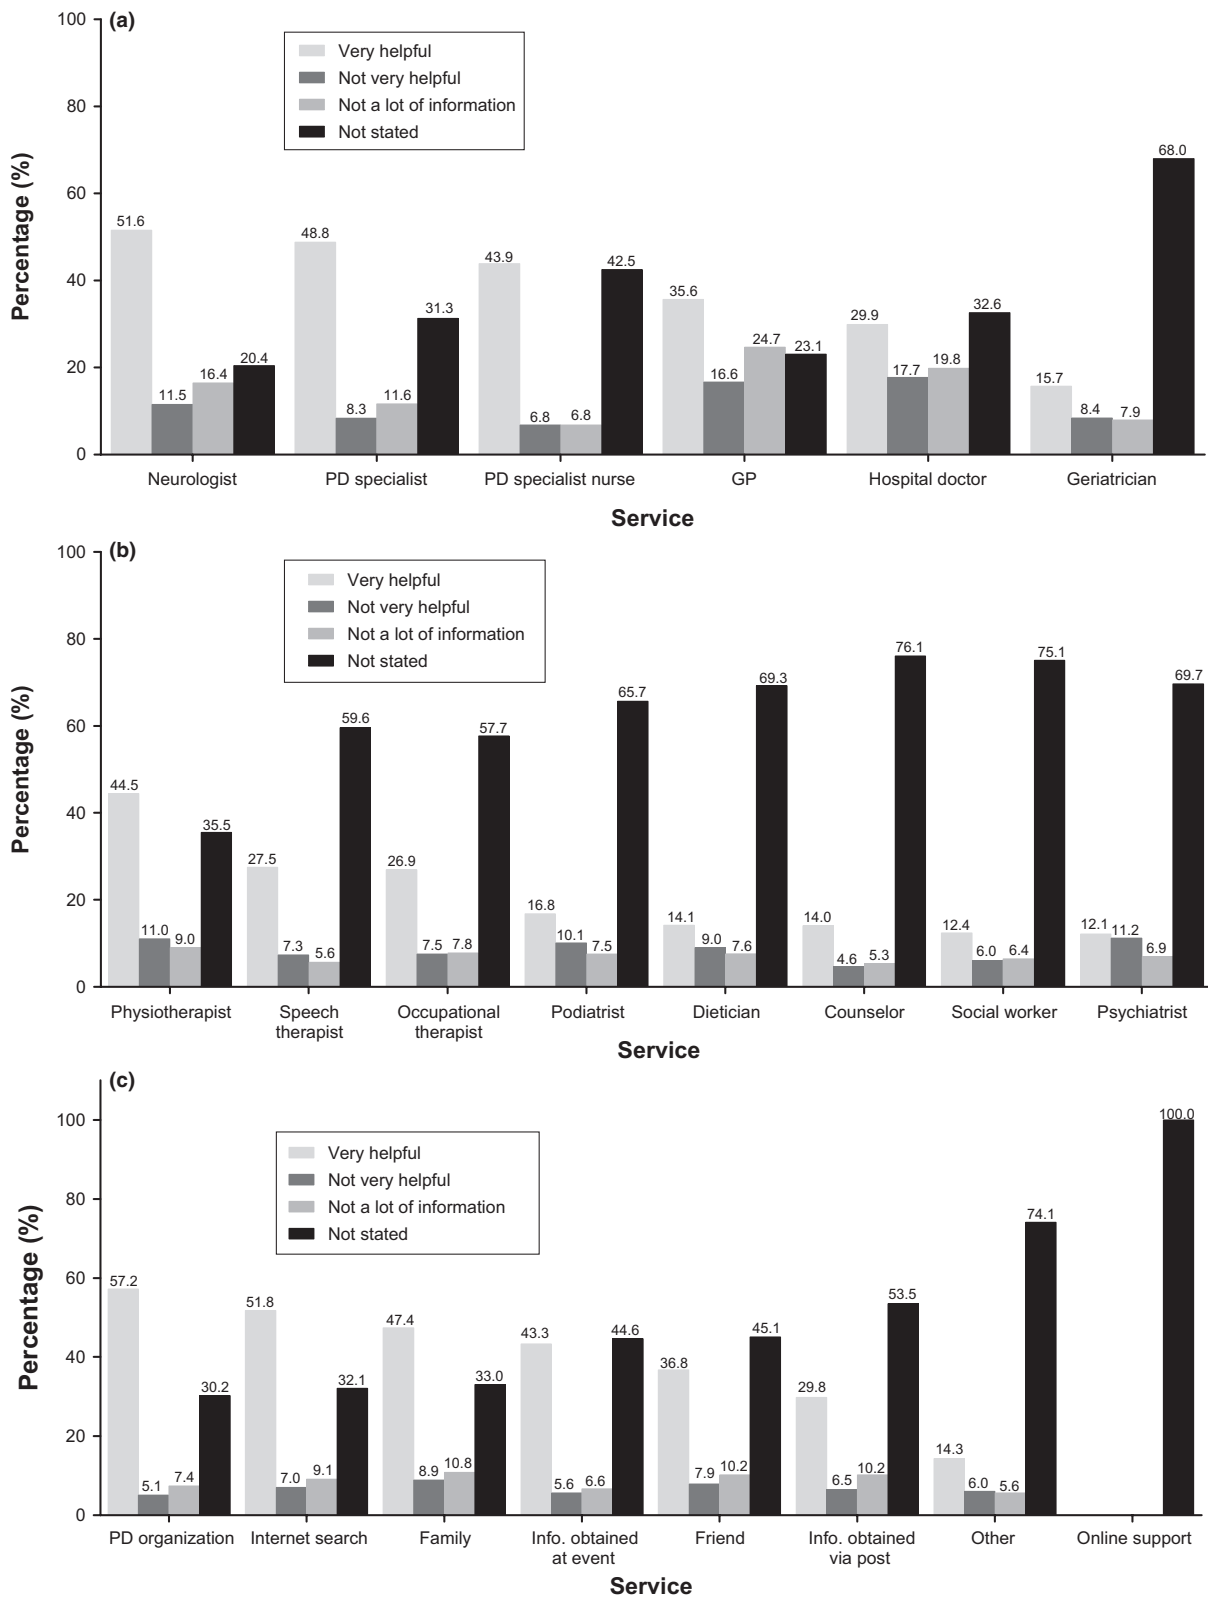 (a)
Very helpful
Not very helpful
Not a lot of information
Not stated
Percentage (%)
100
80
60
40
20
0
51.6
11.5
16.4
20.4
48.8
8.3
11.6
31.3
43.9
6.8
6.8
42.5
35.6
16.6
24.7
23.1
29.9
17.7
19.8
32.6
15.7
8.4
7.9
68.0
Neurologist
PD specialist
PD specialist nurse
GP
Hospital doctor
Geriatrician
Service
(b)
Very helpful
Not very helpful
Not a lot of information
Not stated
Percentage (%)
100
80
60
40
20
0
44.5
11.0
9.0
35.5
27.5
7.3
5.6
59.6
26.9
7.5
7.8
57.7
16.8
10.1
7.5
65.7
14.1
9.0
7.6
69.3
14.0
4.6
5.3
76.1
12.4
6.0
6.4
75.1
12.1
11.2
6.9
69.7
Physiotherapist
Speech
therapist
Occupational
therapist
Podiatrist
Dietician
Counselor
Social worker
Psychiatrist
Service
(c)
Very helpful
Not very helpful
Not a lot of information
Not stated
Percentage (%)
100
80
60
40
20
0
57.2
5.1
7.4
30.2
51.8
7.0
9.1
32.1
47.4
8.9
10.8
33.0
43.3
5.6
6.6
44.6
36.8
7.9
10.2
45.1
29.8
6.5
10.2
53.5
14.3
6.0
5.6
74.1
100.0
PD organization
Internet search
Family
Info. obtained
at event
Friend
Info. obtained
via post
Other
Online support
Service